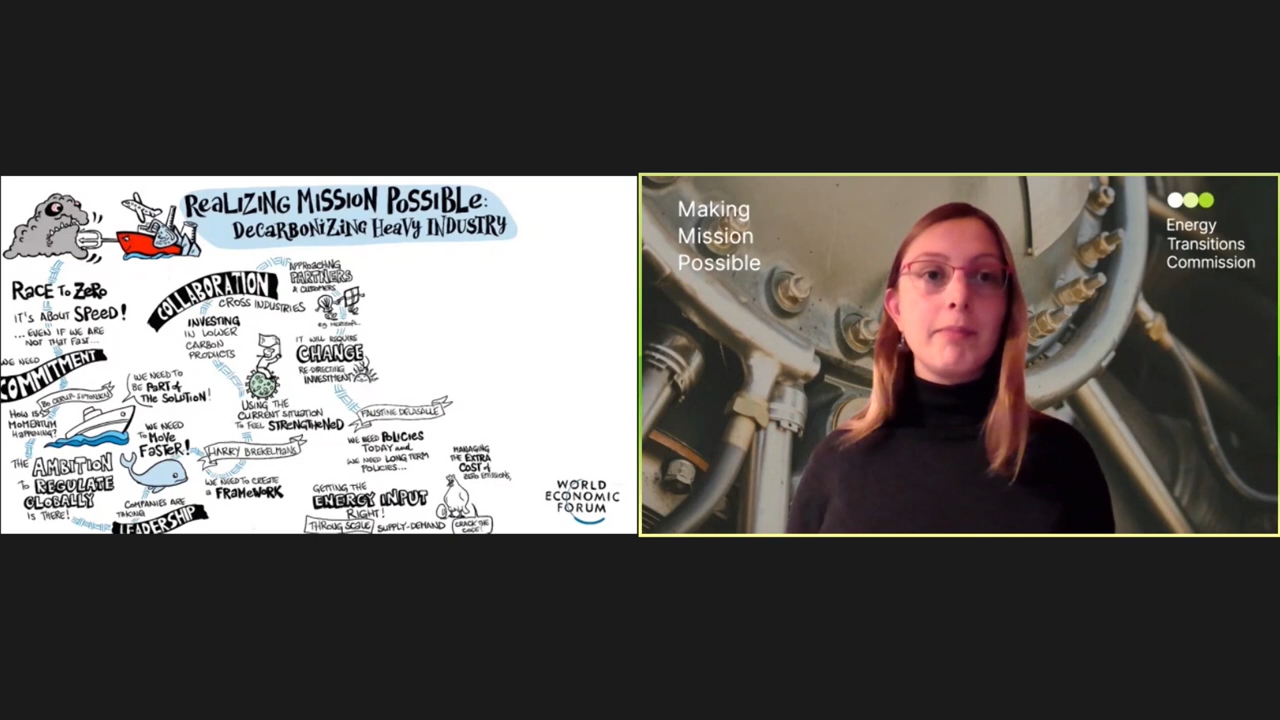 REALIZING MISSION POSSIBLE:
DECARBONIZING HEAVY INDUSTRY
RACE TO ZERO
IT'S ABOUT SPEED!
...EVEN IF WE ARE
NOT THAT FAST...
WE NEED
COMMITMENT
HOW IS
MOMENTUM
HAPPENING?
WE NEED TO
BE PART of
THE SOLUTION!
WE NEED
TO MOVE
FASTER!
THE AMBITION
TO REGULATE
GLOBALLY
IS THERE!
COMPANIES ARE
TAKING
LEADERSHIP
COLLABORATION
CROSS INDUSTRIES
INVESTING
IN LOWER
CARBON
PRODUCTS
USING THE
CURRENT SITUATION
TO FEEL STRENGTHENED
HARRY BREKELMANS
WE NEED TO CREATE
a FRAMEWORK
APPROACHING
PARTNERS
& CUSTOMERS
IT WILL REQUIRE
CHANGE
RE-DIRECTING
INVESTMENT
FAUSTINE DELASALLE
WE NEED POLICIES
TODAY and
WE NEED LONG TERM
POLICIES...
MANAGING
THE EXTRA
COST of
ZERO EMISSIONS
GETTING THE
ENERGY INPUT
RIGHT!
THRONG SCALE SUPPLY-DEMAND
CRACK THE
CODE!
WORLD
ECONOMIC
FORUM
Making
Mission
Possible
Energy
Transitions
Commission